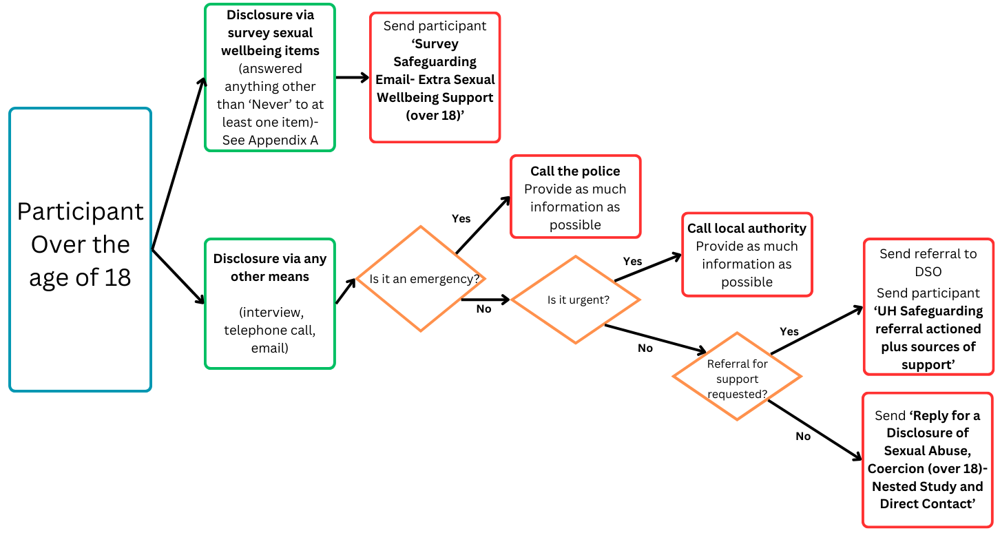 Participant
Over the
age of 18
Disclosure via
survey sexual
wellbeing items
(answered
anything other
than ‘Never’ to at
least one item)-
See Appendix A
Send participant
‘Survey
Safeguarding
Email- Extra Sexual
Wellbeing Support
(over 18)’
Disclosure via any
other means
(interview,
telephone call,
email)
Is it an emergency?
Yes
Call the police
Provide as much
information as
possible
No
Is it urgent?
Yes
Call local authority
Provide as much
information as
possible
No
Referral for
support
requested?
Yes
Send referral to
DSO
Send participant
‘UH Safeguarding
referral actioned
plus sources of
support’
No
Send ‘Reply for a
Disclosure of
Sexual Abuse,
Coercion (over 18)-
Nested Study and
Direct Contact’